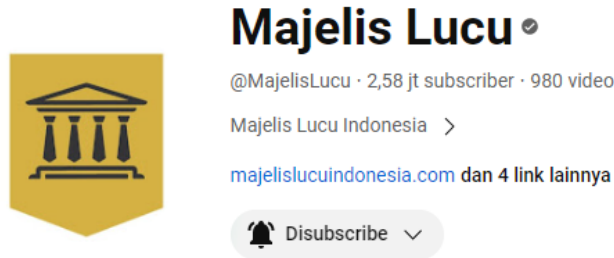 Majelis Lucu
@MajelisLucu · 2,58 jt subscriber · 980 video
Majelis Lucu Indonesia
majelislucuindonesia.com dan 4 link lainnya
Disubscribe